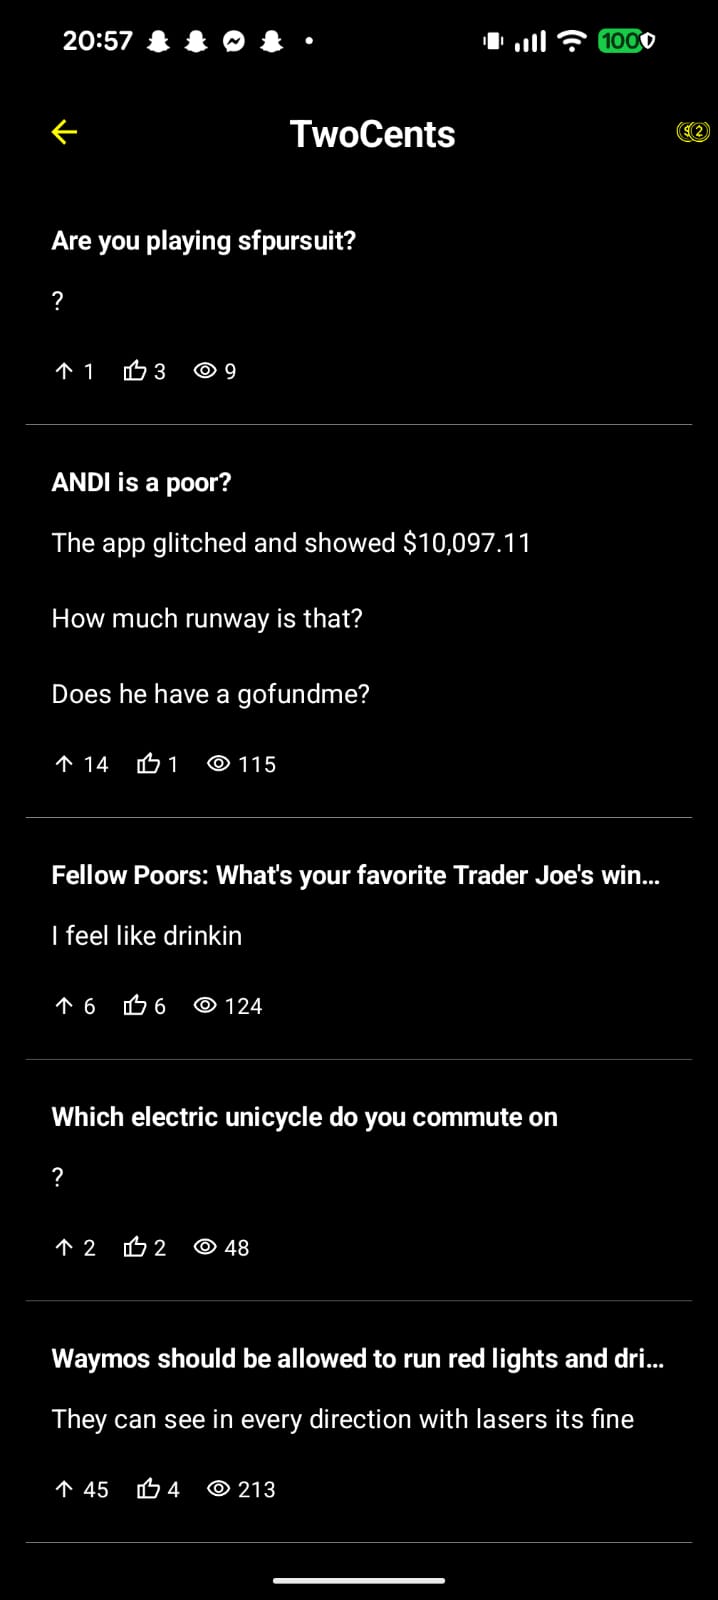 20:57
100
TwoCents
2
Are you playing sfpursuit?
?
1 3 9
ANDI is a poor?
The app glitched and showed $10,097.11
How much runway is that?
Does he have a gofundme?
14 1 115
Fellow Poors: What's your favorite Trader Joe's win...
I feel like drinkin
6 6 124
Which electric unicycle do you commute on
?
2 2 48
Waymos should be allowed to run red lights and dri...
They can see in every direction with lasers its fine
45 4 213